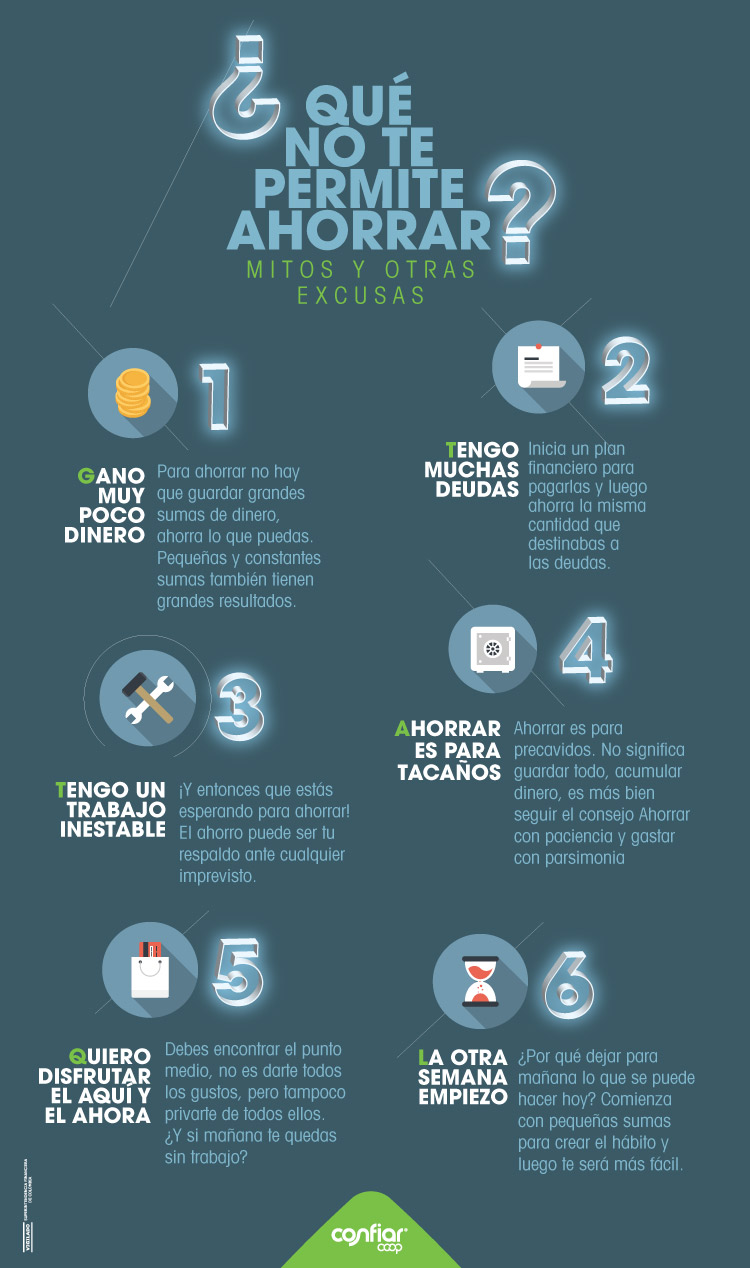 ¿QUÉ
NO TE
PERMITE
AHORRAR?
MITOS Y OTRAS
EXCUSAS
1
GANO
MUY
POCO
DINERO
Para ahorrar no hay
que guardar grandes
sumas de dinero,
ahorra lo que puedas.
Pequeñas y constantes
sumas también tienen
grandes resultados.
2
TENGO
MUCHAS
DEUDAS
Inicia un plan
financiero para
pagarlas y luego
ahorra la misma
cantidad que
destinabas a
las deudas.
3
TENGO UN
TRABAJO
INESTABLE
¡Y entonces que estás
esperando para ahorrar!
El ahorro puede ser tu
respaldo ante cualquier
imprevisto.
4
AHORRAR
ES PARA
TACAÑOS
Ahorrar es para
precavidos. No significa
guardar todo, acumular
dinero, es más bien
seguir el consejo Ahorrar
con paciencia y gastar
con parsimonia
5
QUIERO
DISFRUTAR
EL AQUÍ Y
EL AHORA
Debes encontrar el punto
medio, no es darte todos
los gustos, pero tampoco
privarte de todos ellos.
¿Y si mañana te quedas
sin trabajo?
6
LA OTRA
SEMANA
EMPIEZO
¿Por qué dejar para
mañana lo que se puede
hacer hoy? Comienza
con pequeñas sumas
para crear el hábito y
luego te será más fácil.
VIGILADO
SUPERINTENDENCIA FINANCIERA
DE COLOMBIA
confiar®
coop